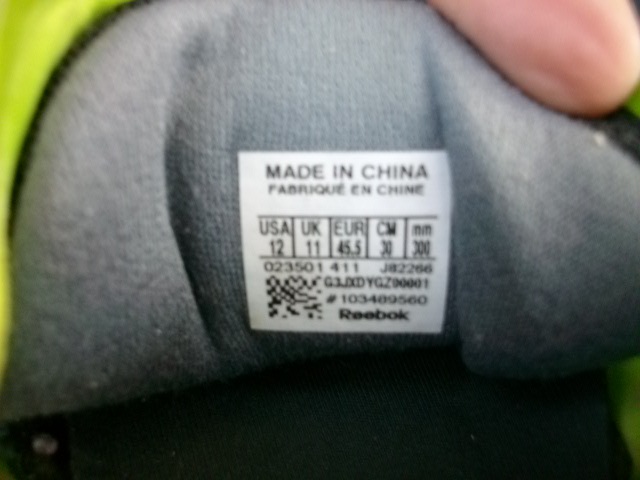 MADE IN CHINA
FABRIQUÉ EN CHINE
USA UK EUR CM mm
12 11 45.5 30 300
023501 411 J82266
G3JXDYGZ00001
#103489560
Reebok